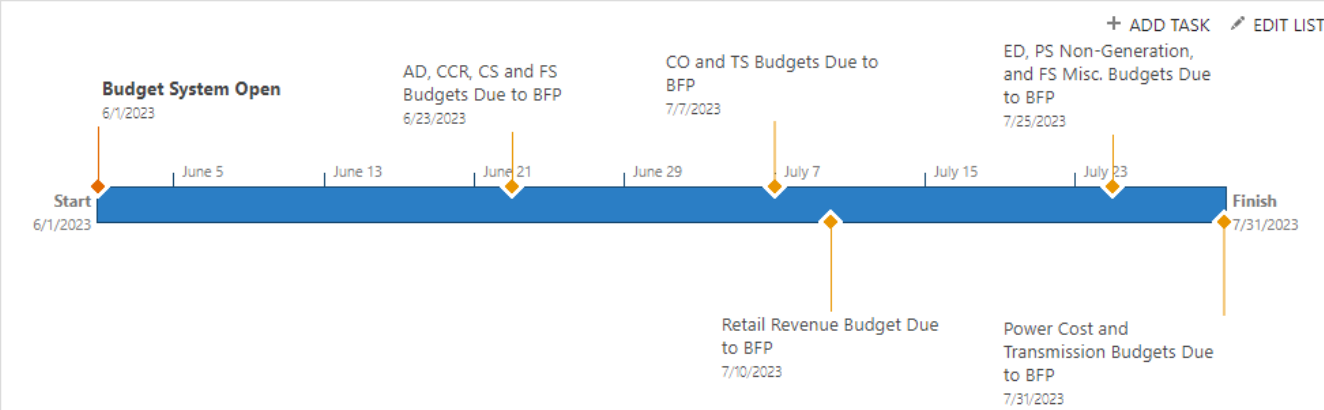 ADD TASK EDIT LIST
Budget System Open
6/1/2023
AD, CCR, CS and FS
Budgets Due to BFP
6/23/2023
CO and TS Budgets Due to
BFP
7/7/2023
ED, PS Non-Generation,
and FS Misc. Budgets Due
to BFP
7/25/2023
June 5 June 13 June 21 June 29 July 7 July 15 July 23
Start
6/1/2023
Finish
7/31/2023
Retail Revenue Budget Due
to BFP
7/10/2023
Power Cost and
Transmission Budgets Due
to BFP
7/31/2023